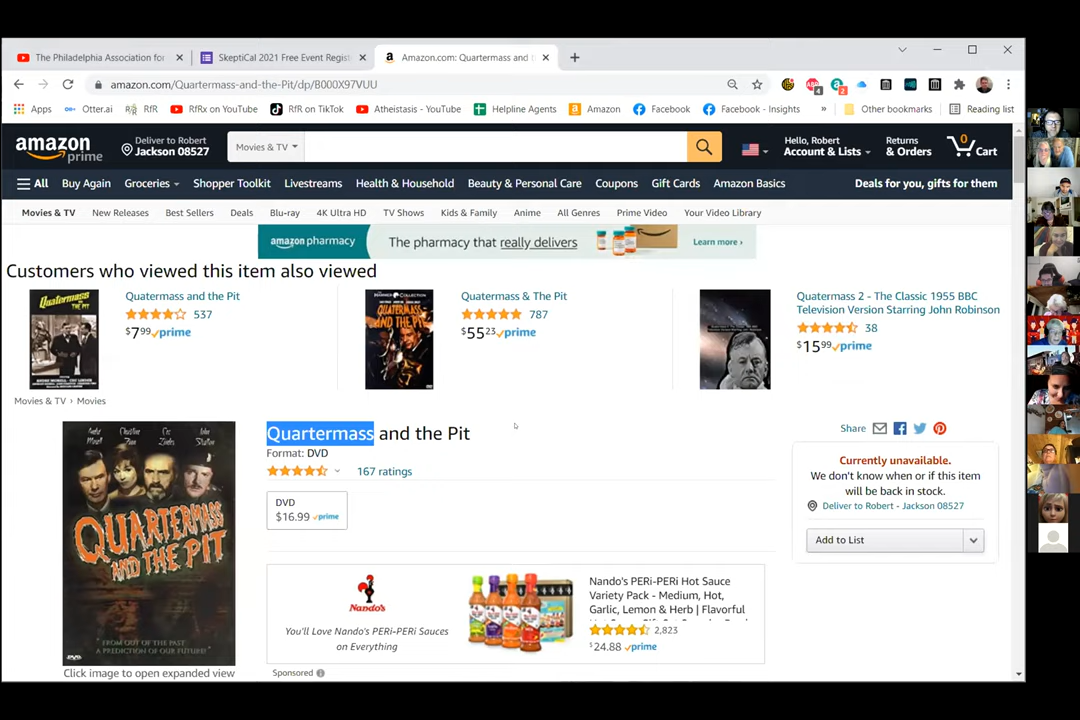 The Philadelphia Association for
SkeptiCal 2021 Free Event Regist
Amazon.com: Quartermass and t
amazon.com/Quartermass-and-the-Pit/dp/B000X97VUU
4
2
Apps
Otter.ai
RfR
RfRx on YouTube
RfR on TikTok
Atheistasis - YouTube
Helpline Agents
Amazon
Facebook
Facebook - Insights
»
Other bookmarks
Reading list
amazon
prime
Deliver to Robert
Jackson 08527
Movies & TV
Hello, Robert
Account & Lists
Returns
& Orders
0
Cart
All
Buy Again
Groceries
Shopper Toolkit
Livestreams
Health & Household
Beauty & Personal Care
Coupons
Gift Cards
Amazon Basics
Deals for you, gifts for them
Movies & TV
New Releases
Best Sellers
Deals
Blu-ray
4K Ultra HD
TV Shows
Kids & Family
Anime
All Genres
Prime Video
Your Video Library
amazon pharmacy
The pharmacy that really delivers
Learn more ›
Customers who viewed this item also viewed
Quatermass and the Pit
537
$7.99 prime
Quatermass & The Pit
787
$55.23 prime
Quatermass 2 - The Classic 1955 BBC
Television Version Starring John Robinson
38
$15.99 prime
Movies & TV › Movies
QUARTERMASS
AND THE PIT
"FROM OUT OF THE PAST
A PREDICTION OF OUR FUTURE!"
DVD
Click image to open expanded view
Quartermass and the Pit
Format: DVD
167 ratings
DVD
$16.99 prime
Share
Currently unavailable.
We don't know when or if this item
will be back in stock.
Deliver to Robert - Jackson 08527
Add to List
Nando's
You'll Love Nando's PERi-PERi Sauces
on Everything
Nando's PERi-PERi Hot Sauce
Variety Pack - Medium, Hot,
Garlic, Lemon & Herb | Flavorful
2,823
$24.88 prime
Sponsored